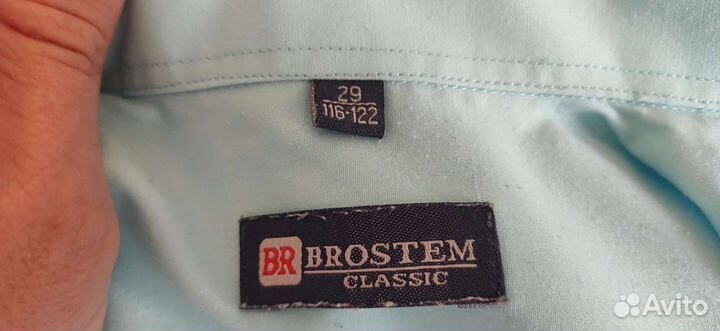 29
116-122
BR BROSTEM
CLASSIC
Avito